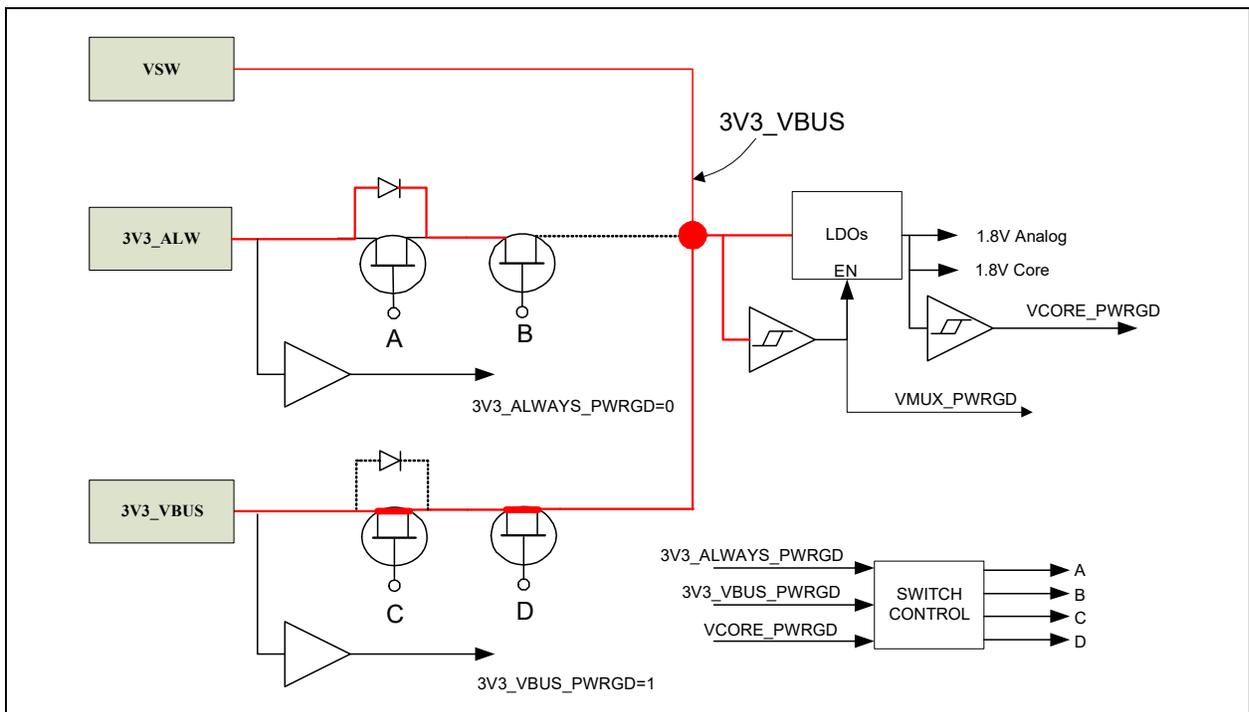 VSW
3V3_VBUS
3V3_ALW
LDOs
EN
1.8V Analog
1.8V Core
VCORE_PWRGD
A
B
3V3_ALWAYS_PWRGD=0
VMUX_PWRGD
3V3_VBUS
C
D
3V3_VBUS_PWRGD=1
3V3_ALWAYS_PWRGD
3V3_VBUS_PWRGD
VCORE_PWRGD
SWITCH
CONTROL
A
B
C
D